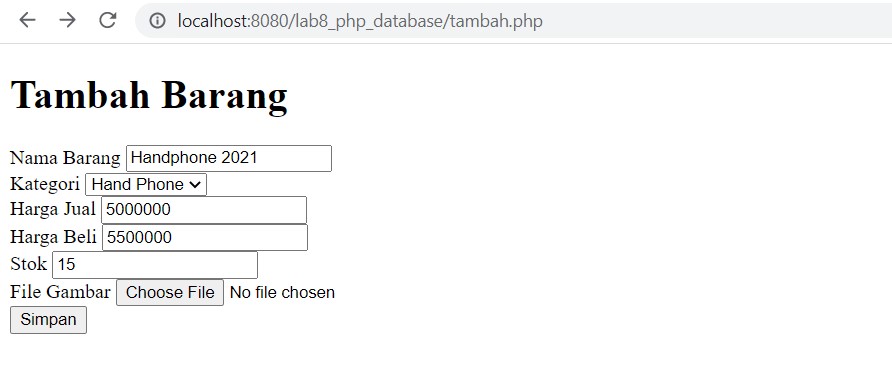 localhost:8080/lab8_php_database/tambah.php
Tambah Barang
Nama Barang Handphone 2021
Kategori Hand Phone
Harga Jual 5000000
Harga Beli 5500000
Stok 15
File Gambar Choose File No file chosen
Simpan